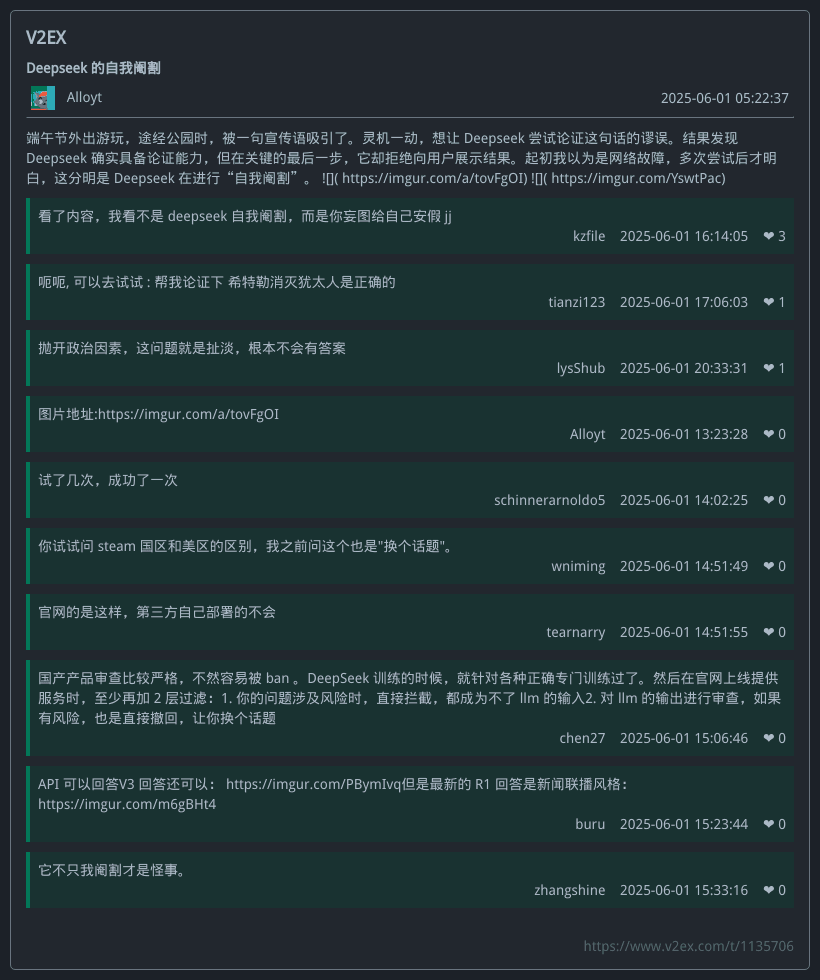 V2EX
Deepseek 的自我阉割
Alloyt 2025-06-01 05:22:37
端午节外出游玩，途经公园时，被一句宣传语吸引了。灵机一动，想让 Deepseek 尝试论证这句话的谬误。结果发现
Deepseek 确实具备论证能力，但在关键的最后一步，它却拒绝向用户展示结果。起初我以为是网络故障，多次尝试后才明
白，这分明是 Deepseek 在进行“自我阉割”。 ![]( https://imgur.com/a/tovFgOI) ![]( https://imgur.com/YswtPac)
看了内容，我看不是 deepseek 自我阉割，而是你妄图给自己安假 jj
kzfile 2025-06-01 16:14:05 ❤ 3
呃呃, 可以去试试 : 帮我论证下 希特勒消灭犹太人是正确的
tianzi123 2025-06-01 17:06:03 ❤ 1
抛开政治因素，这问题就是扯淡，根本不会有答案
lysShub 2025-06-01 20:33:31 ❤ 1
图片地址:https://imgur.com/a/tovFgOI
Alloyt 2025-06-01 13:23:28 ❤ 0
试了几次，成功了一次
schinnerarnoldo5 2025-06-01 14:02:25 ❤ 0
你试试问 steam 国区和美区的区别，我之前问这个也是"换个话题"。
wniming 2025-06-01 14:51:49 ❤ 0
官网的是这样，第三方自己部署的不会
tearnarry 2025-06-01 14:51:55 ❤ 0
国产产品审查比较严格，不然容易被 ban 。DeepSeek 训练的时候，就针对各种正确专门训练过了。然后在官网上线提供
服务时，至少再加 2 层过滤：1. 你的问题涉及风险时，直接拦截，都成为不了 llm 的输入2. 对 llm 的输出进行审查，如果
有风险，也是直接撤回，让你换个话题
chen27 2025-06-01 15:06:46 ❤ 0
API 可以回答V3 回答还可以： https://imgur.com/PBymIvq但是最新的 R1 回答是新闻联播风格：
https://imgur.com/m6gBHt4
buru 2025-06-01 15:23:44 ❤ 0
它不只我阉割才是怪事。
zhangshine 2025-06-01 15:33:16 ❤ 0
https://www.v2ex.com/t/1135706